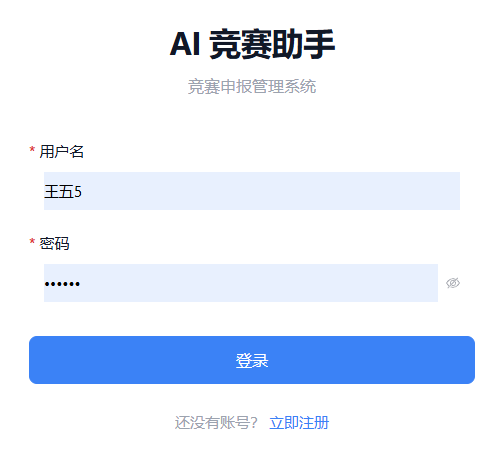 AI 竞赛助手
竞赛申报管理系统
* 用户名
王五5
* 密码
••••••
登录
还没有账号？ 立即注册